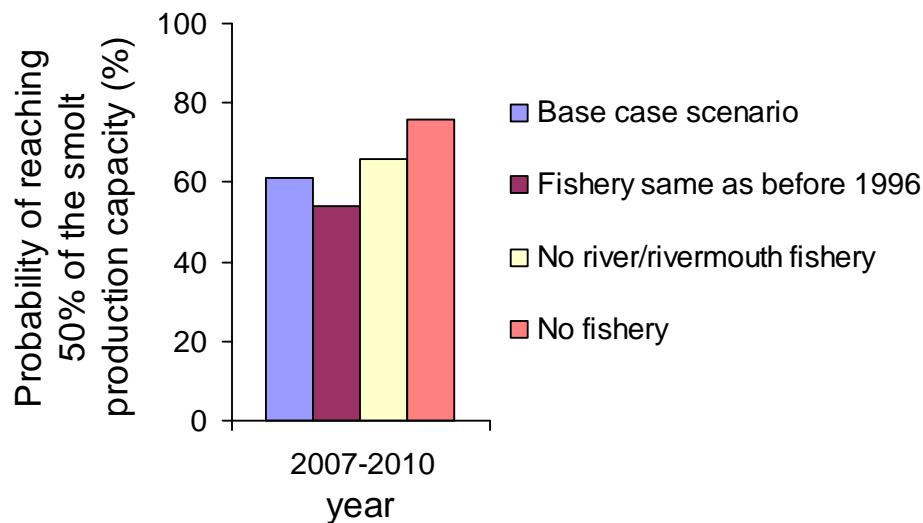 Probability of reaching
50% of the smolt
production capacity (%)
100
80
60
40
20
0
2007-2010
year
Base case scenario
Fishery same as before 1996
No river/rivermouth fishery
No fishery